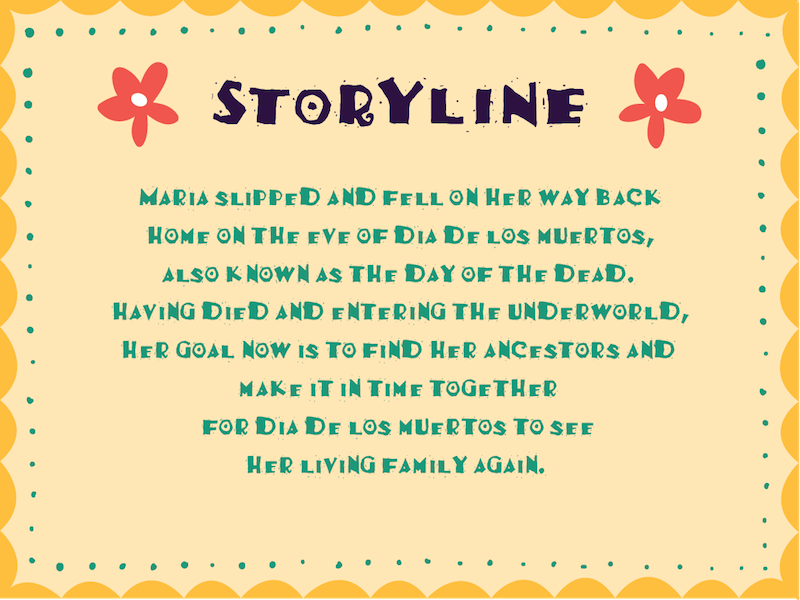 STORYLINE
MARIA SLIPPED AND FELL ON HER WAY BACK
HOME ON THE EVE OF DIA DE LOS MUERTOS,
ALSO KNOWN AS THE DAY OF THE DEAD.
HAVING DIED AND ENTERING THE UNDERWORLD,
HER GOAL NOW IS TO FIND HER ANCESTORS AND
MAKE IT IN TIME TOGETHER
FOR DIA DE LOS MUERTOS TO SEE
HER LIVING FAMILY AGAIN.